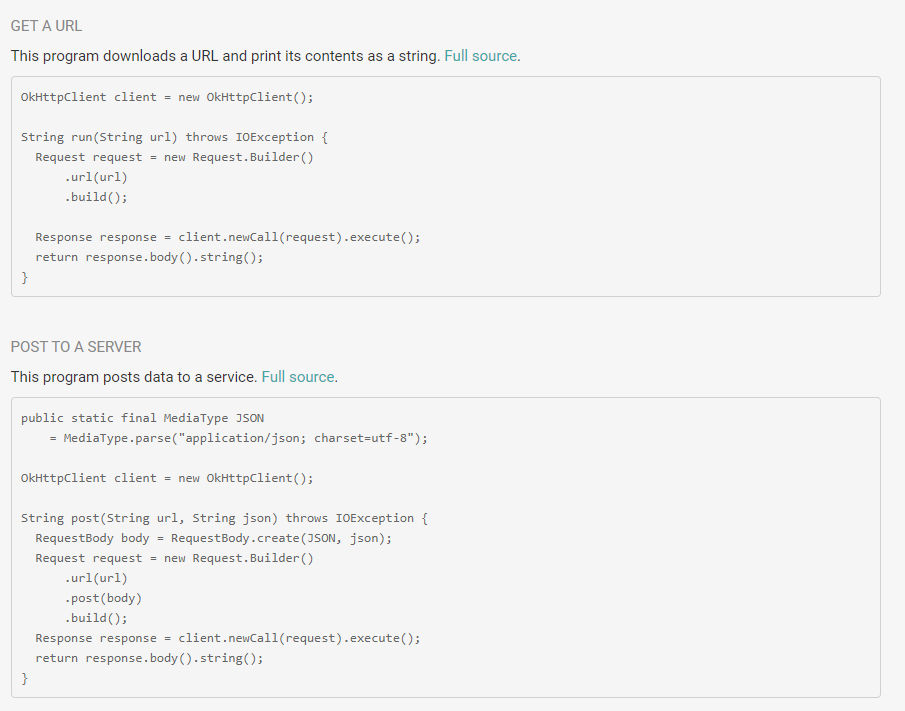 GET A URL
This program downloads a URL and print its contents as a string. Full source.
OkHttpClient client = new OkHttpClient();
String run(String url) throws IOException {
  Request request = new Request.Builder()
      .url(url)
      .build();
  Response response = client.newCall(request).execute();
  return response.body().string();
}
POST TO A SERVER
This program posts data to a service. Full source.
public static final MediaType JSON
    = MediaType.parse("application/json; charset=utf-8");
OkHttpClient client = new OkHttpClient();
String post(String url, String json) throws IOException {
  RequestBody body = RequestBody.create(JSON, json);
  Request request = new Request.Builder()
      .url(url)
      .post(body)
      .build();
  Response response = client.newCall(request).execute();
  return response.body().string();
}